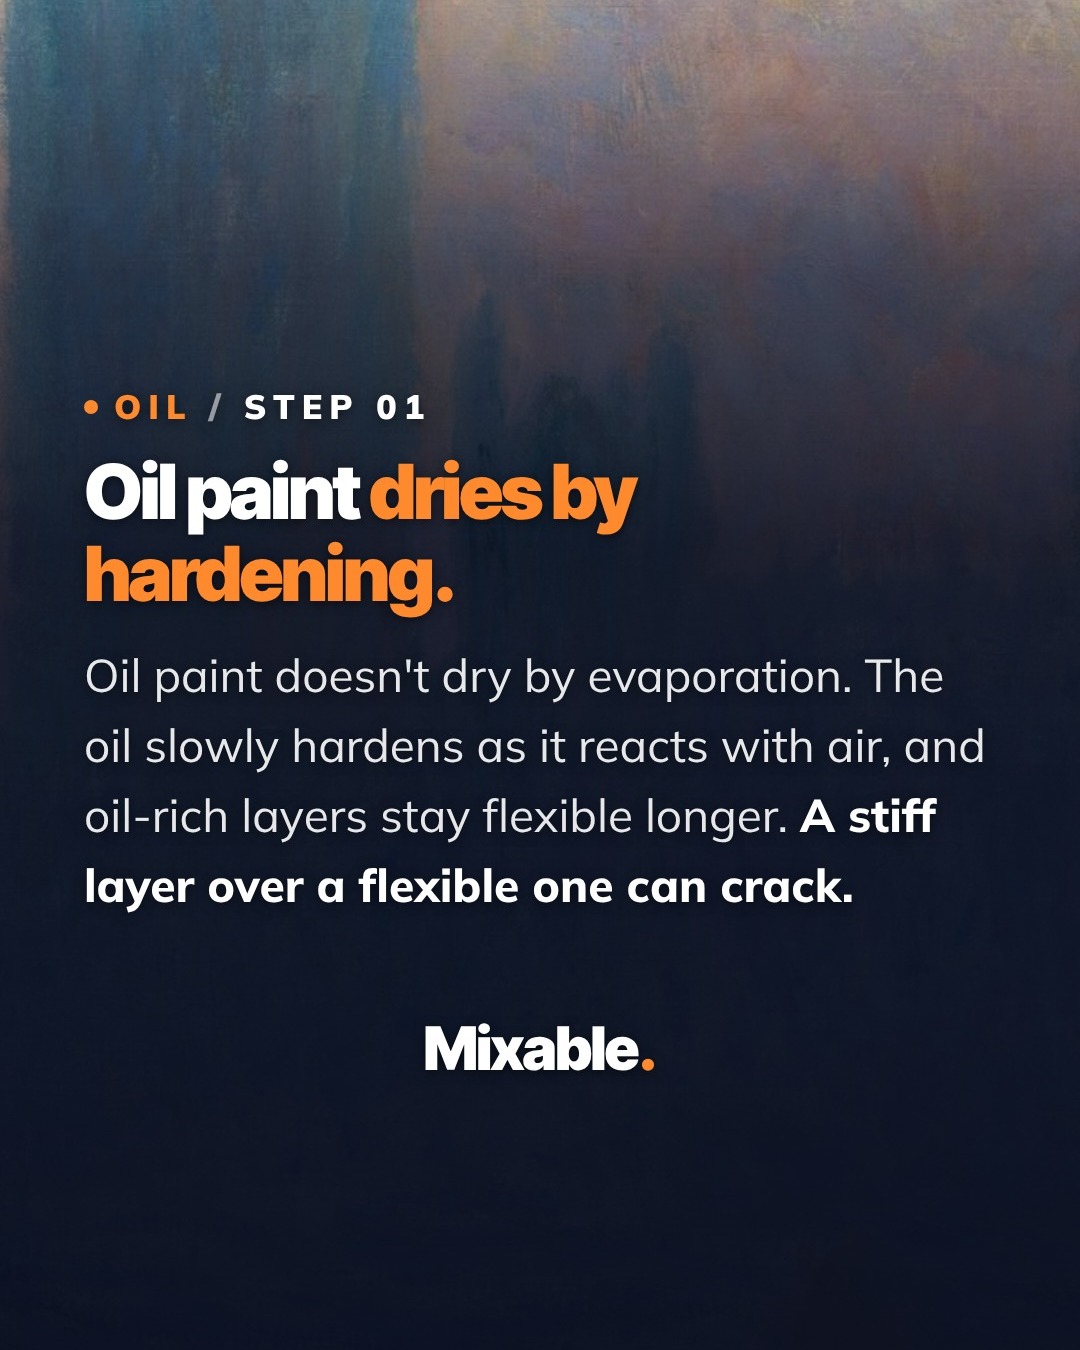 • OIL / STEP 01
Oil paint dries by
hardening.
Oil paint doesn't dry by evaporation. The
oil slowly hardens as it reacts with air, and
oil-rich layers stay flexible longer. A stiff
layer over a flexible one can crack.
Mixable.